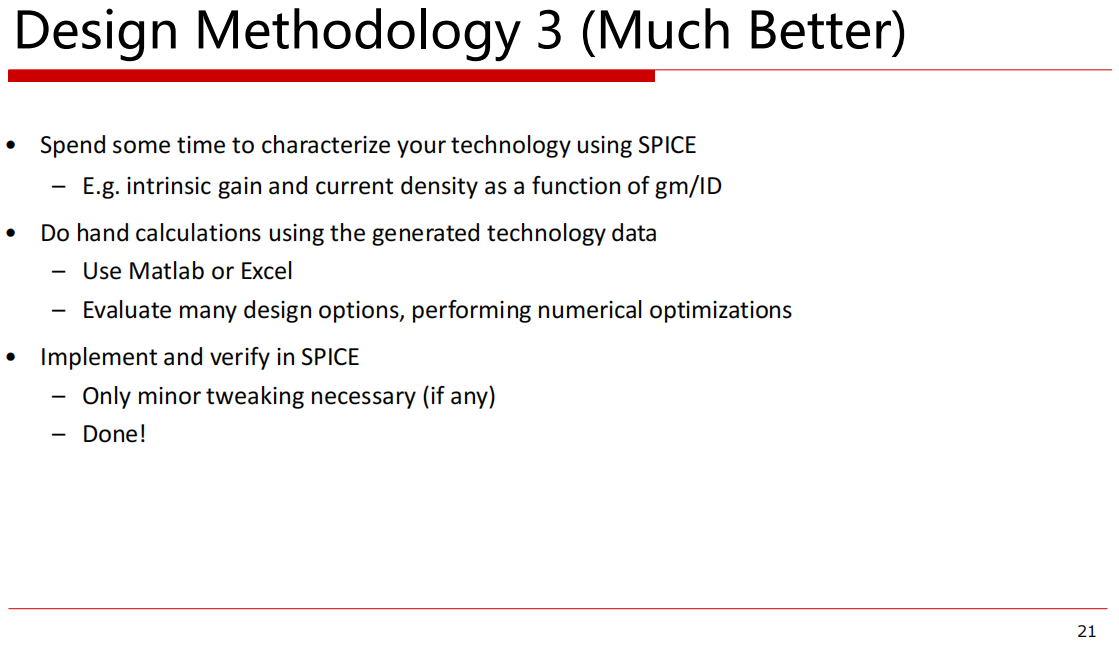 Design Methodology 3 (Much Better)
• Spend some time to characterize your technology using SPICE
– E.g. intrinsic gain and current density as a function of gm/ID
• Do hand calculations using the generated technology data
– Use Matlab or Excel
– Evaluate many design options, performing numerical optimizations
• Implement and verify in SPICE
– Only minor tweaking necessary (if any)
– Done!
21